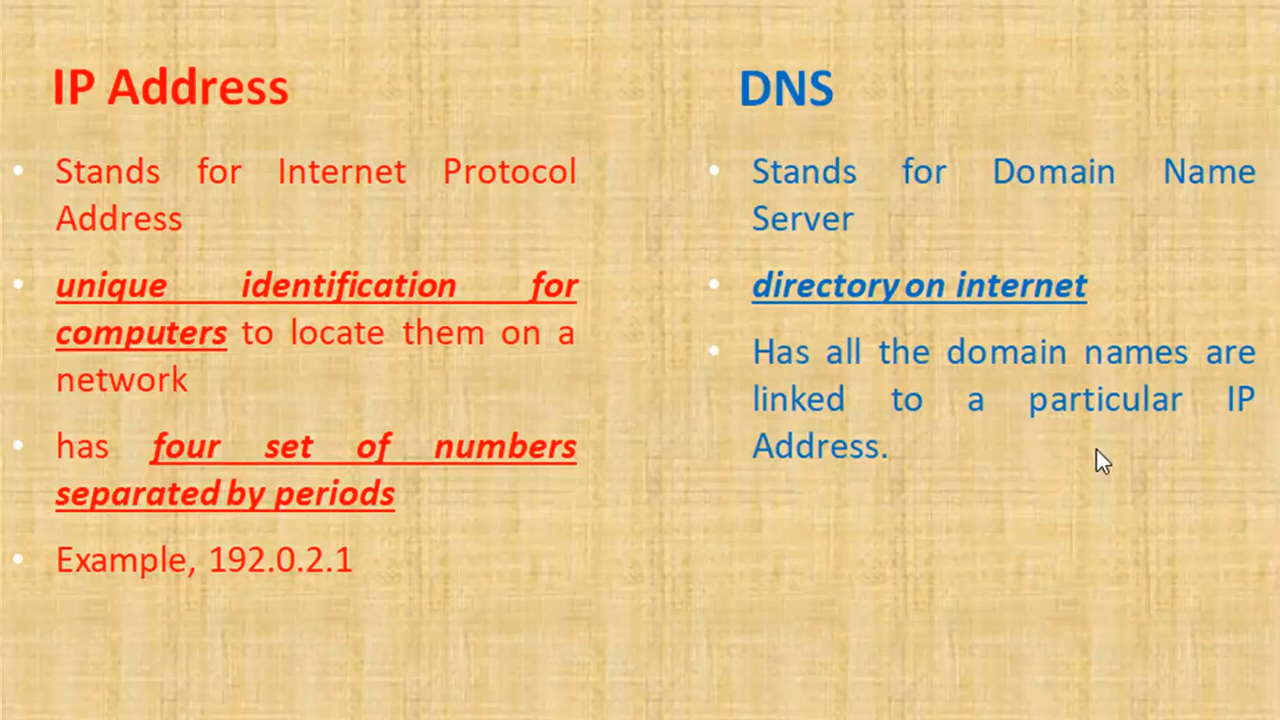 IP Address
Stands for Internet Protocol
Address
unique identification for
computers to locate them on a
network
has four set of numbers
separated by periods
Example, 192.0.2.1
DNS
Stands for Domain Name
Server
directory on internet
Has all the domain names are
linked to a particular IP
Address.